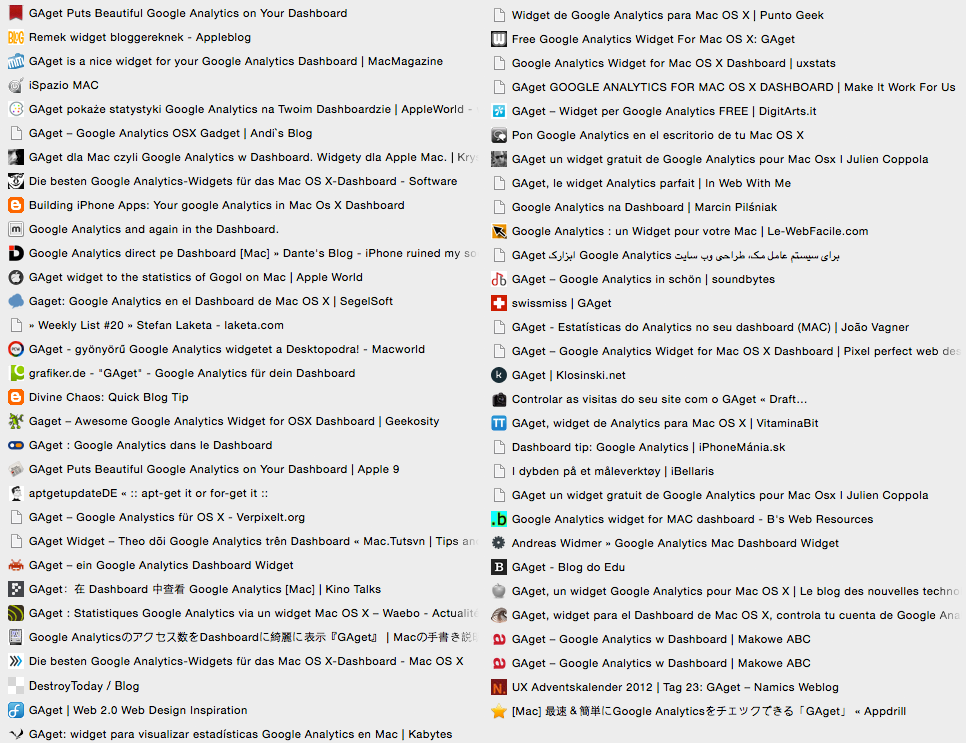 GAget Puts Beautiful Google Analytics on Your Dashboard
Remek widget bloggereknek - Appleblog
GAget is a nice widget for your Google Analytics Dashboard | MacMagazine
iSpazio MAC
GAget pokaże statystyki Google Analytics na Twoim Dashboardzie | AppleWorld -
GAget – Google Analytics OSX Gadget | Andi`s Blog
GAget dla Mac czyli Google Analytics w Dashboard. Widgety dla Apple Mac. | Kry
Die besten Google Analytics-Widgets für das Mac OS X-Dashboard - Software
Building iPhone Apps: Your google Analytics in Mac Os X Dashboard
Google Analytics and again in the Dashboard.
Google Analytics direct pe Dashboard [Mac] » Dante's Blog - iPhone ruined my so
GAget widget to the statistics of Gogol on Mac | Apple World
Gaget: Google Analytics en el Dashboard de Mac OS X | SegelSoft
» Weekly List #20 » Stefan Laketa - laketa.com
GAget - gyönyörű Google Analytics widgetet a Desktopodra! - Macworld
grafiker.de - "GAget" - Google Analytics für dein Dashboard
Divine Chaos: Quick Blog Tip
Gaget – Awesome Google Analytics Widget for OSX Dashboard | Geekosity
GAget : Google Analytics dans le Dashboard
GAget Puts Beautiful Google Analytics on Your Dashboard | Apple 9
aptgetupdateDE « :: apt-get it or for-get it ::
GAget – Google Analystics für OS X - Verpixelt.org
GAget Widget – Theo dõi Google Analytics trên Dashboard « Mac.Tutsvn | Tips and
GAget – ein Google Analytics Dashboard Widget
GAget：在 Dashboard 中查看 Google Analytics [Mac] | Kino Talks
GAget : Statistiques Google Analytics via un widget Mac OS X – Waebo - Actualité
Google Analyticsのアクセス数をDashboardに綺麗に表示『GAget』 | Macの手書き説
Die besten Google Analytics-Widgets für das Mac OS X-Dashboard - Mac OS X
DestroyToday / Blog
GAget | Web 2.0 Web Design Inspiration
GAget: widget para visualizar estadísticas Google Analytics en Mac | Kabytes
Widget de Google Analytics para Mac OS X | Punto Geek
Free Google Analytics Widget For Mac OS X: GAget
Google Analytics Widget for Mac OS X Dashboard | uxstats
GAget GOOGLE ANALYTICS FOR MAC OS X DASHBOARD | Make It Work For Us
GAget – Widget per Google Analytics FREE | DigitArts.it
Pon Google Analytics en el escritorio de tu Mac OS X
GAget un widget gratuit de Google Analytics pour Mac Osx l Julien Coppola
GAget, le widget Analytics parfait | In Web With Me
Google Analytics na Dashboard | Marcin Pilśniak
Google Analytics : un Widget pour votre Mac | Le-WebFacile.com
GAget ابزارک Google Analytics برای سیستم عامل مک، طراحی وب سایت
GAget – Google Analytics in schön | soundbytes
swissmiss | GAget
GAget - Estatísticas do Analytics no seu dashboard (MAC) | João Vagner
GAget – Google Analytics Widget for Mac OS X Dashboard | Pixel perfect web des
GAget | Klosinski.net
Controlar as visitas do seu site com o GAget « Draft…
GAget, widget de Analytics para Mac OS X | VitaminaBit
Dashboard tip: Google Analytics | iPhoneMánia.sk
I dybden på et måleverktøy | iBellaris
GAget un widget gratuit de Google Analytics pour Mac Osx l Julien Coppola
Google Analytics widget for MAC dashboard - B's Web Resources
Andreas Widmer » Google Analytics Mac Dashboard Widget
GAget - Blog do Edu
GAget, un widget Google Analytics pour Mac OS X | Le blog des nouvelles techno
GAget, widget para el Dashboard de Mac OS X, controla tu cuenta de Google Ana
GAget – Google Analytics w Dashboard | Makowe ABC
GAget – Google Analytics w Dashboard | Makowe ABC
UX Adventskalender 2012 | Tag 23: GAget – Namics Weblog
[Mac] 最速＆簡単にGoogle Analyticsをチェックできる「GAget」 « Appdrill